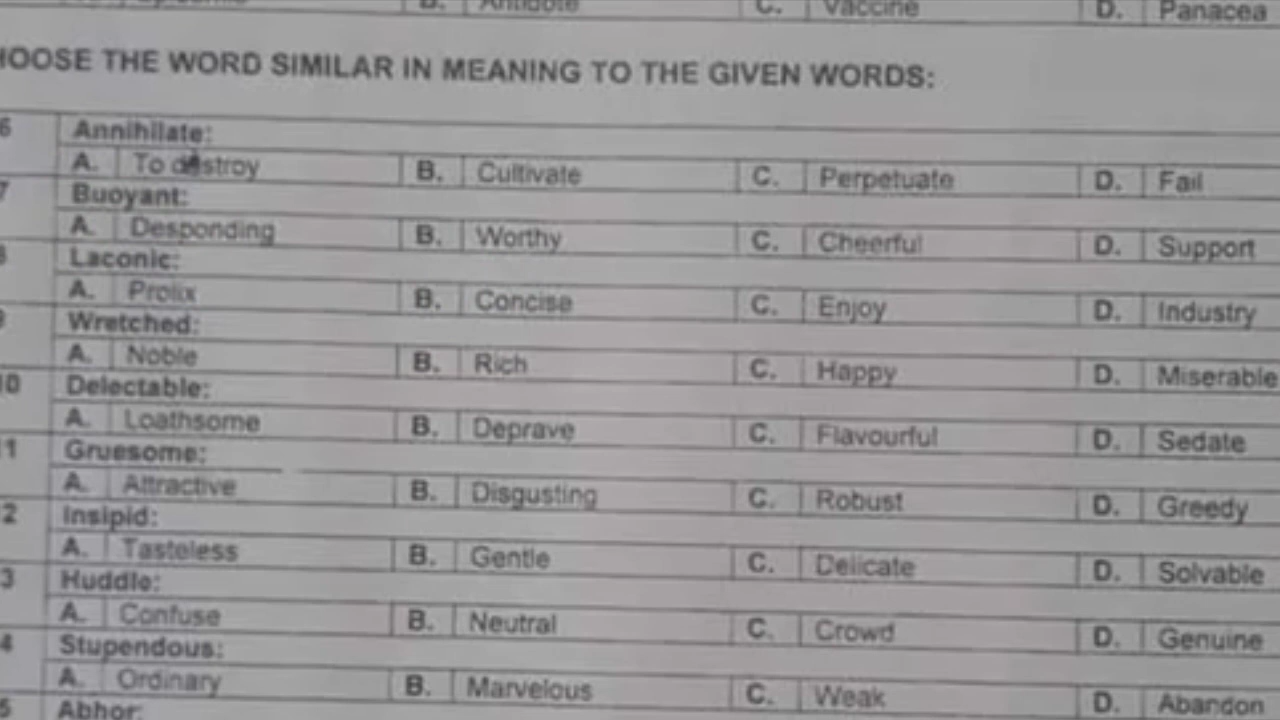 B. Antidote C. Vaccine D. Panacea
HOOSE THE WORD SIMILAR IN MEANING TO THE GIVEN WORDS:
6 Annihilate:
A. To destroy B. Cultivate C. Perpetuate D. Fail
7 Buoyant:
A. Desponding B. Worthy C. Cheerful D. Support
8 Laconic:
A. Prolix B. Concise C. Enjoy D. Industry
9 Wretched:
A. Noble B. Rich C. Happy D. Miserable
10 Delectable:
A. Loathsome B. Deprave C. Flavourful D. Sedate
11 Gruesome:
A. Attractive B. Disgusting C. Robust D. Greedy
2 Insipid:
A. Tasteless B. Gentle C. Delicate D. Solvable
3 Huddle:
A. Confuse B. Neutral C. Crowd D. Genuine
4 Stupendous:
A. Ordinary B. Marvelous C. Weak D. Abandon
5 Abhor: